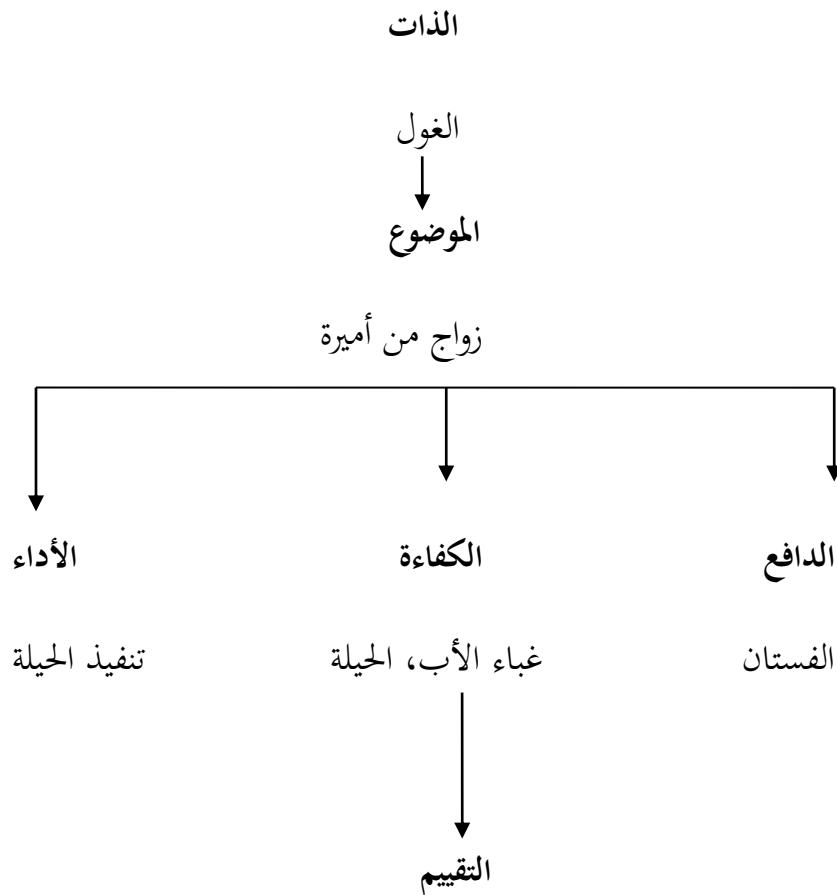 الذات
الغول
الموضوع
زواج من أميرة
الدافع الكفاءة الأداء
الفستان غباء الأب، الحيلة تنفيذ الحيلة
التقييم